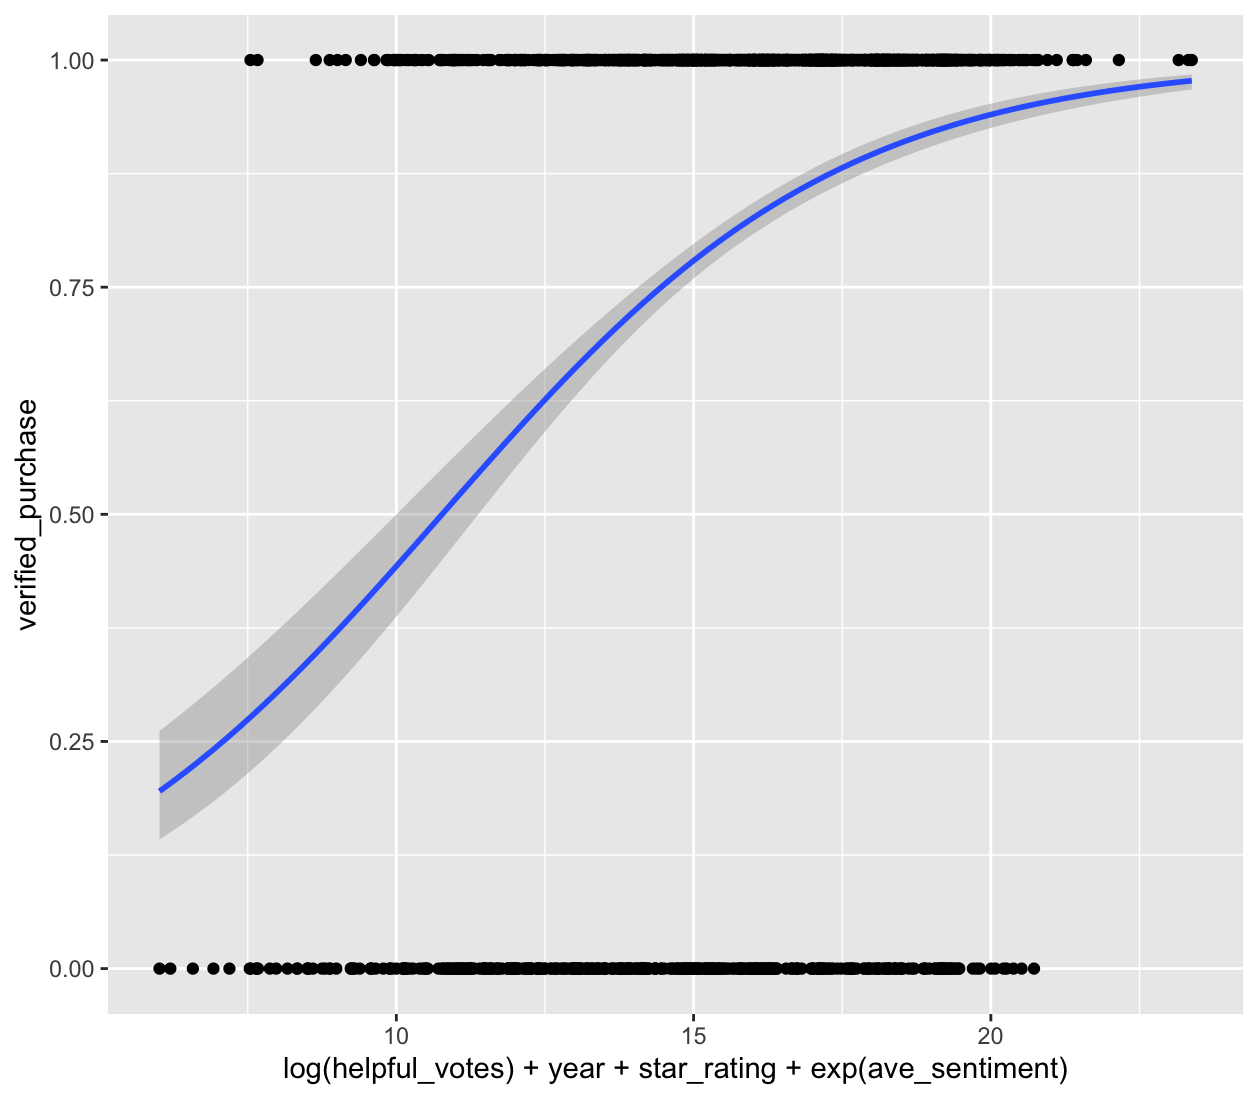 1.00
0.75
0.50
0.25
0.00
verified_purchase
10 15 20
log(helpful_votes) + year + star_rating + exp(ave_sentiment)